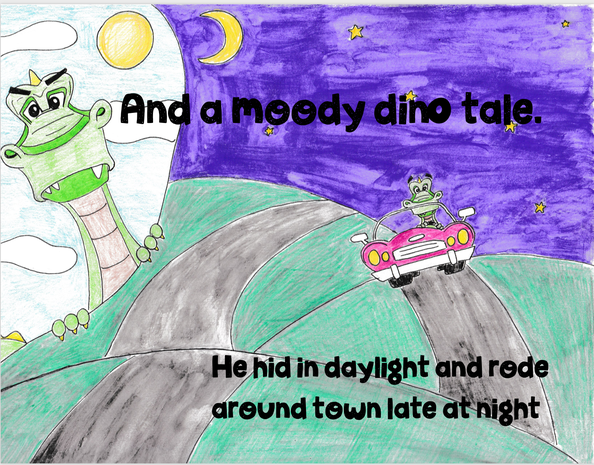 And a moody dino tale.
He hid in daylight and rode
around town late at night